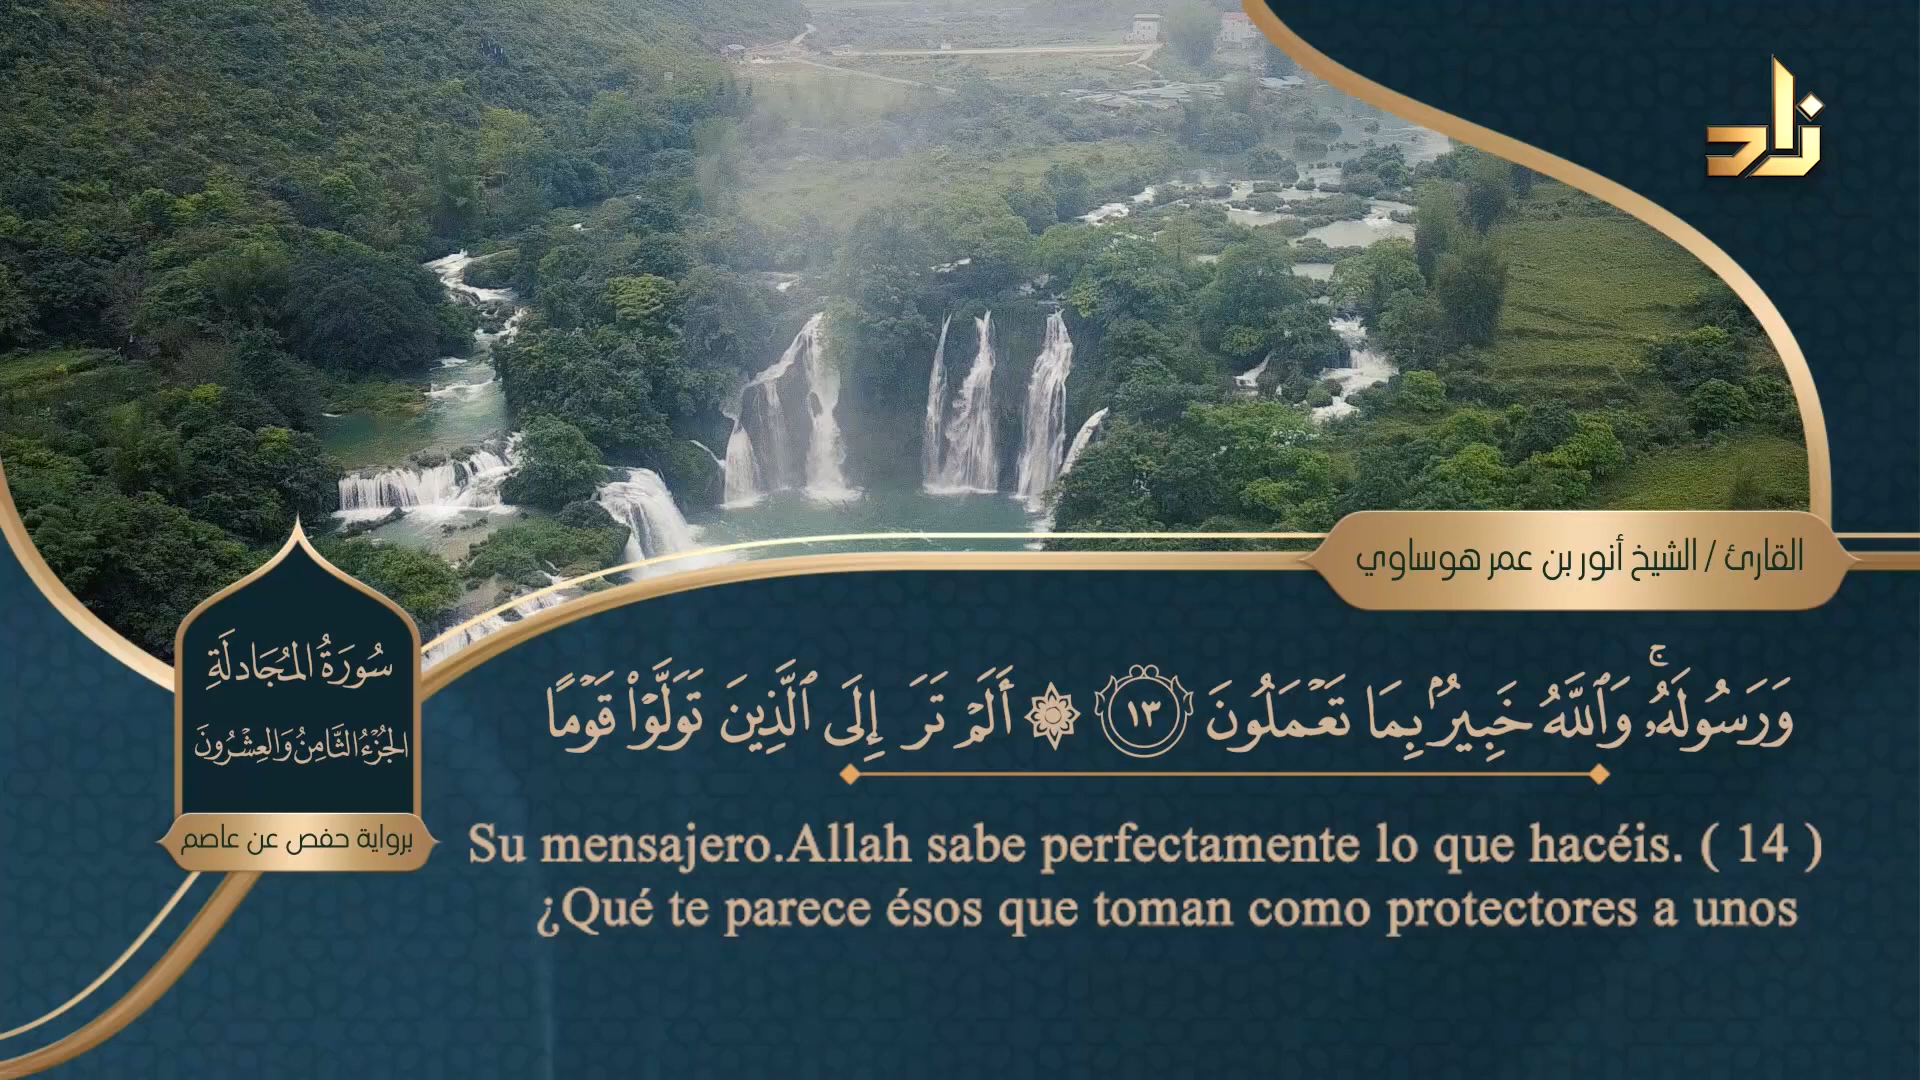 زاد
القارئ / الشيخ أنور بن عمر هوساوي
وَرَسُولَهُۥۚ وَٱللَّهُ خَبِيرُۢ بِمَا تَعۡمَلُونَ ١٣ ۞ أَلَمۡ تَرَ إِلَى ٱلَّذِينَ تَوَلَّوۡاْ قَوۡمًا
Su mensajero.Allah sabe perfectamente lo que hacéis. ( 14 )
¿Qué te parece ésos que toman como protectores a unos
سُورَةُ المُجَادلَةِ
الجُزْءُ الثَّامِنُ وَالعِشْرُونَ
برواية حفص عن عاصم